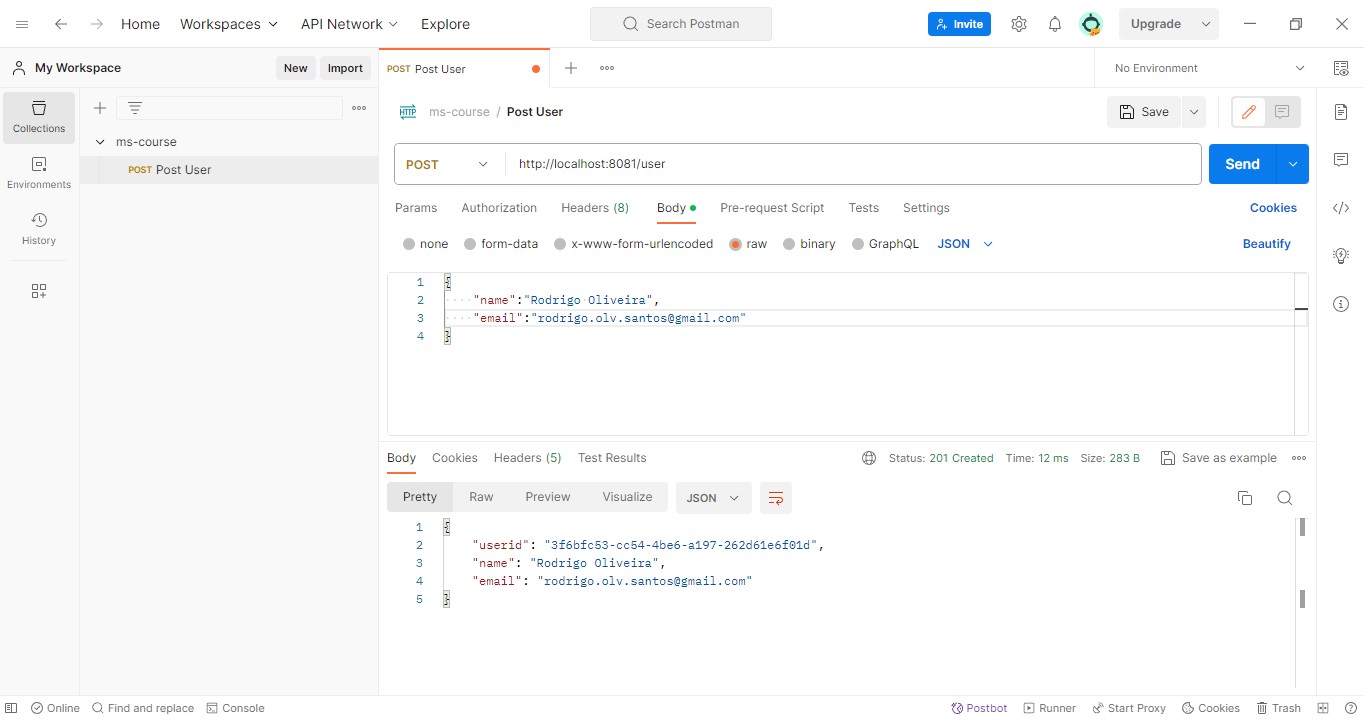 Home Workspaces API Network Explore Search Postman Invite Upgrade
My Workspace New Import POST Post User No Environment
Collections
Environments
History
ms-course
POST Post User
ms-course / Post User Save
POST http://localhost:8081/user Send
Params Authorization Headers (8) Body Pre-request Script Tests Settings Cookies
none form-data x-www-form-urlencoded raw binary GraphQL JSON Beautify
1 {
2 "name":"Rodrigo Oliveira",
3 "email":"rodrigo.olv.santos@gmail.com"
4 }
Body Cookies Headers (5) Test Results Status: 201 Created Time: 12 ms Size: 283 B Save as example
Pretty Raw Preview Visualize JSON
1 {
2 "userid": "3f6bfc53-cc54-4be6-a197-262d61e6f01d",
3 "name": "Rodrigo Oliveira",
4 "email": "rodrigo.olv.santos@gmail.com"
5 }
Online Find and replace Console Postbot Runner Start Proxy Cookies Trash